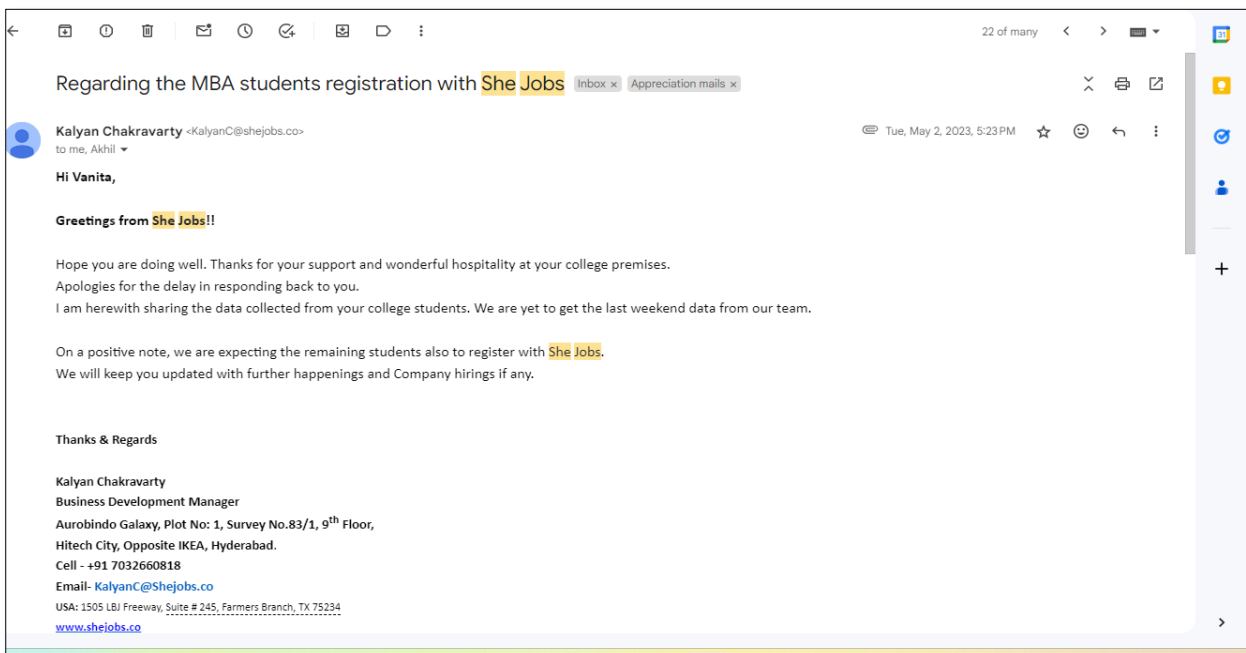 22 of many
31
Regarding the MBA students registration with She Jobs Inbox x Appreciation mails x
Kalyan Chakravarty <KalyanC@shejobs.co> Tue, May 2, 2023, 5:23 PM
to me, Akhil
Hi Vanita,
Greetings from She Jobs!!
Hope you are doing well. Thanks for your support and wonderful hospitality at your college premises.
Apologies for the delay in responding back to you.
I am herewith sharing the data collected from your college students. We are yet to get the last weekend data from our team.
On a positive note, we are expecting the remaining students also to register with She Jobs.
We will keep you updated with further happenings and Company hirings if any.
Thanks & Regards
Kalyan Chakravarty
Business Development Manager
Aurobindo Galaxy, Plot No: 1, Survey No.83/1, 9th Floor,
Hitech City, Opposite IKEA, Hyderabad.
Cell - +91 7032660818
Email- KalyanC@Shejobs.co
USA: 1505 LBJ Freeway, Suite # 245, Farmers Branch, TX 75234
www.shejobs.co